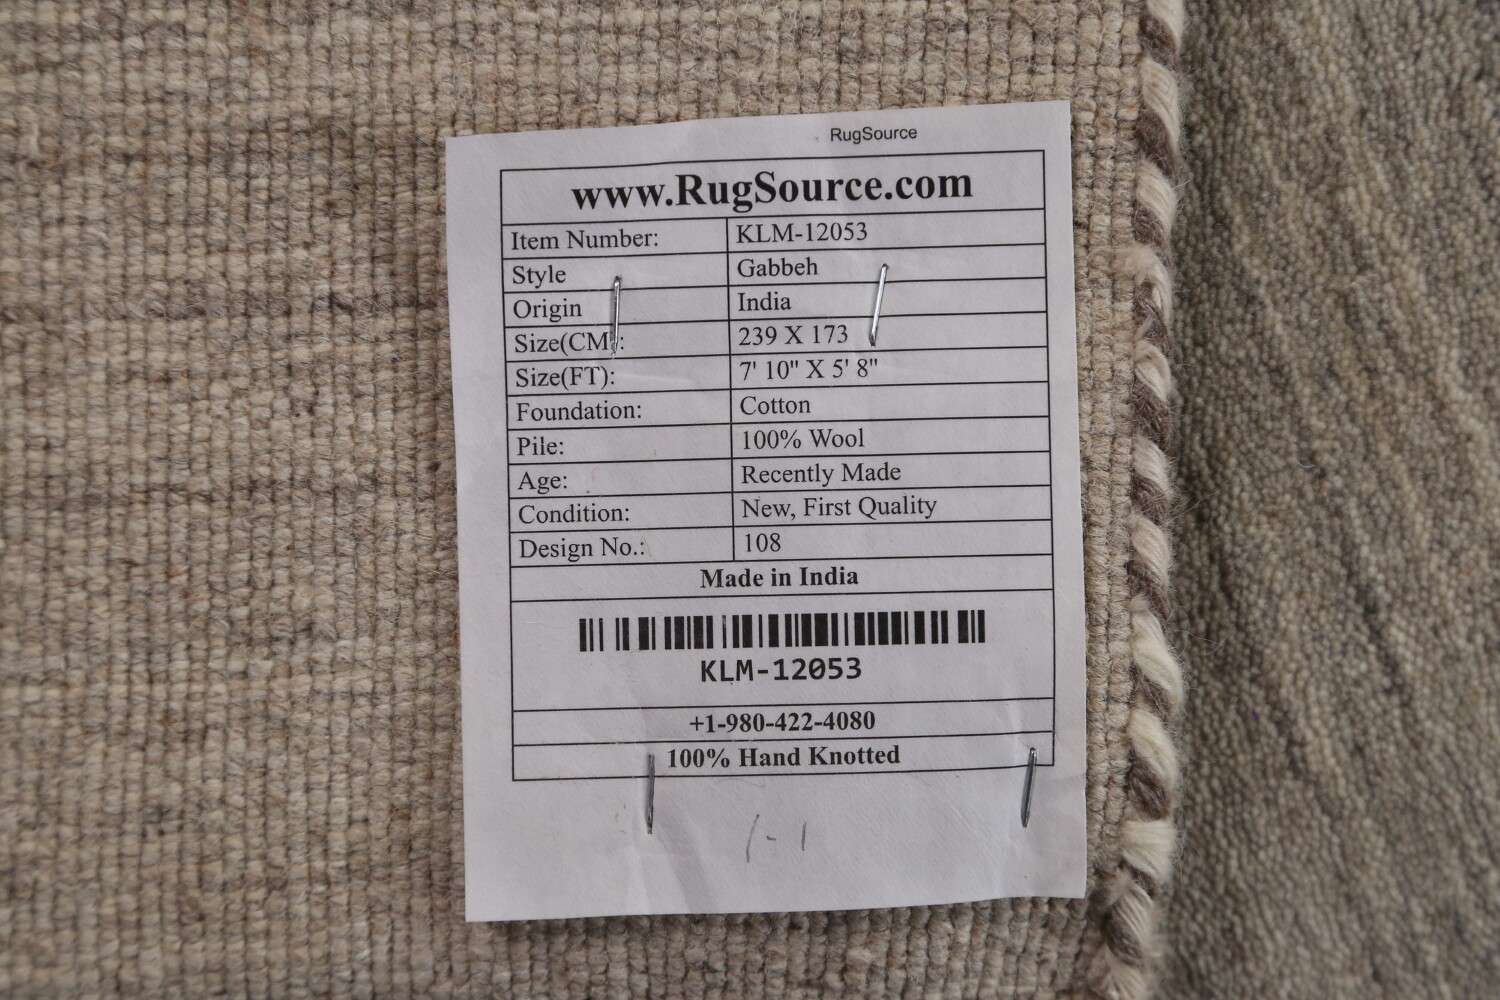 RugSource
www.RugSource.com
Item Number: KLM-12053
Style Gabbeh
Origin India
Size(CM): 239 X 173
Size(FT): 7' 10" X 5' 8"
Foundation: Cotton
Pile: 100% Wool
Age: Recently Made
Condition: New, First Quality
Design No.: 108
Made in India
KLM-12053
+1-980-422-4080
100% Hand Knotted
1-1